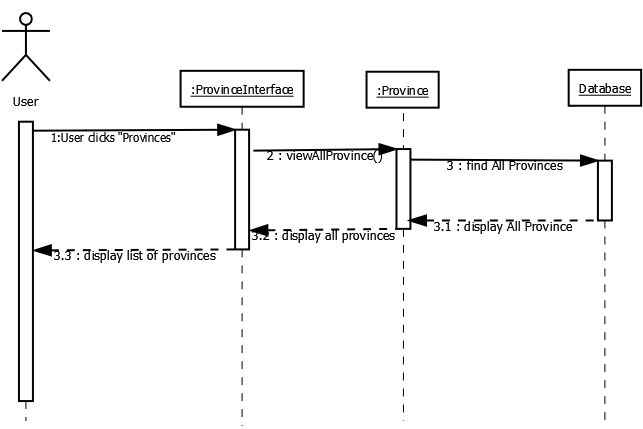 :ProvinceInterface
:Province
Database
User
1:User clicks "Provinces"
2 : viewAllProvince()
3 : find All Provinces
3.1 : display All Province
3.2 : display all provinces
3.3 : display list of provinces